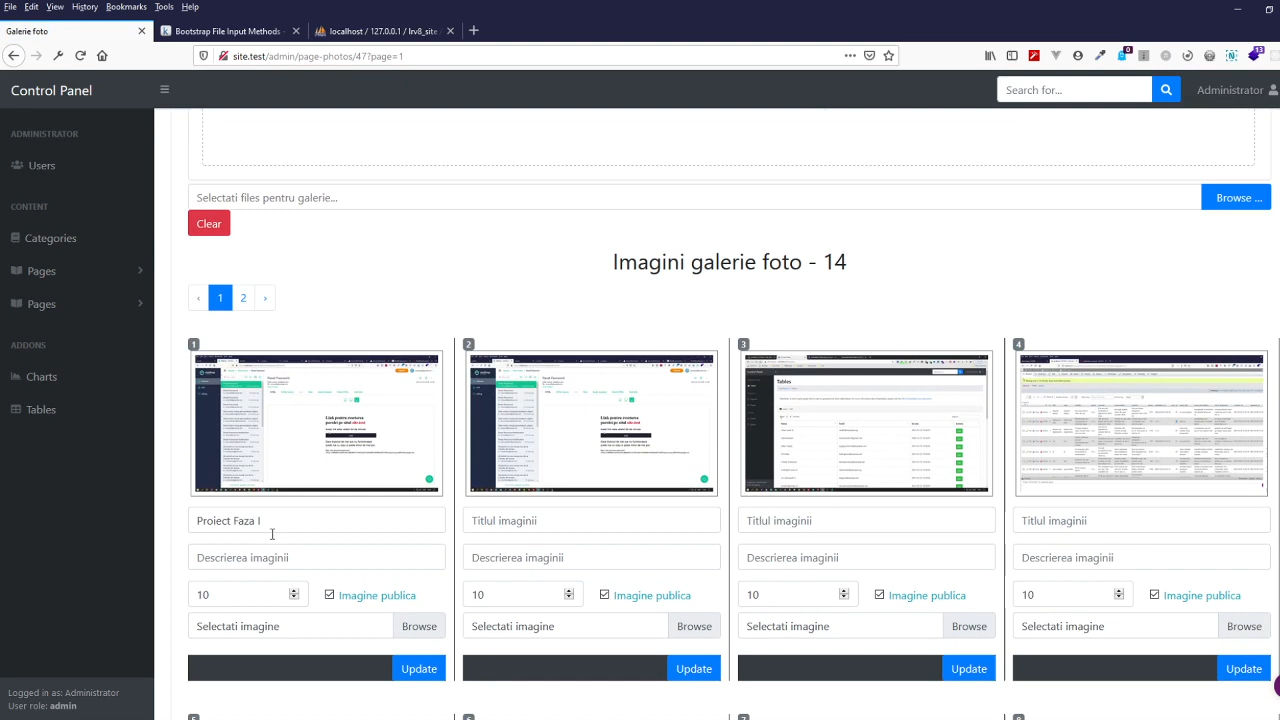 File Edit View History Bookmarks Tools Help
Galerie foto
Bootstrap File Input Methods
localhost / 127.0.0.1 / lrv8_site
site.test/admin/page-photos/47?page=1
0
13
Control Panel
Search for...
Administrator
ADMINISTRATOR
Users
CONTENT
Categories
Pages
Pages
ADDONS
Charts
Tables
Logged in as: Administrator
User role: admin
Selectati files pentru galerie...
Browse ...
Clear
Imagini galerie foto - 14
‹ 1 2 ›
1 2 3 4
Tables
Proiect Faza I
Titlul imaginii
Titlul imaginii
Titlul imaginii
Descrierea imaginii
Descrierea imaginii
Descrierea imaginii
Descrierea imaginii
10 Imagine publica
10 Imagine publica
10 Imagine publica
10 Imagine publica
Selectati imagine Browse
Selectati imagine Browse
Selectati imagine Browse
Selectati imagine Browse
Update
Update
Update
Update